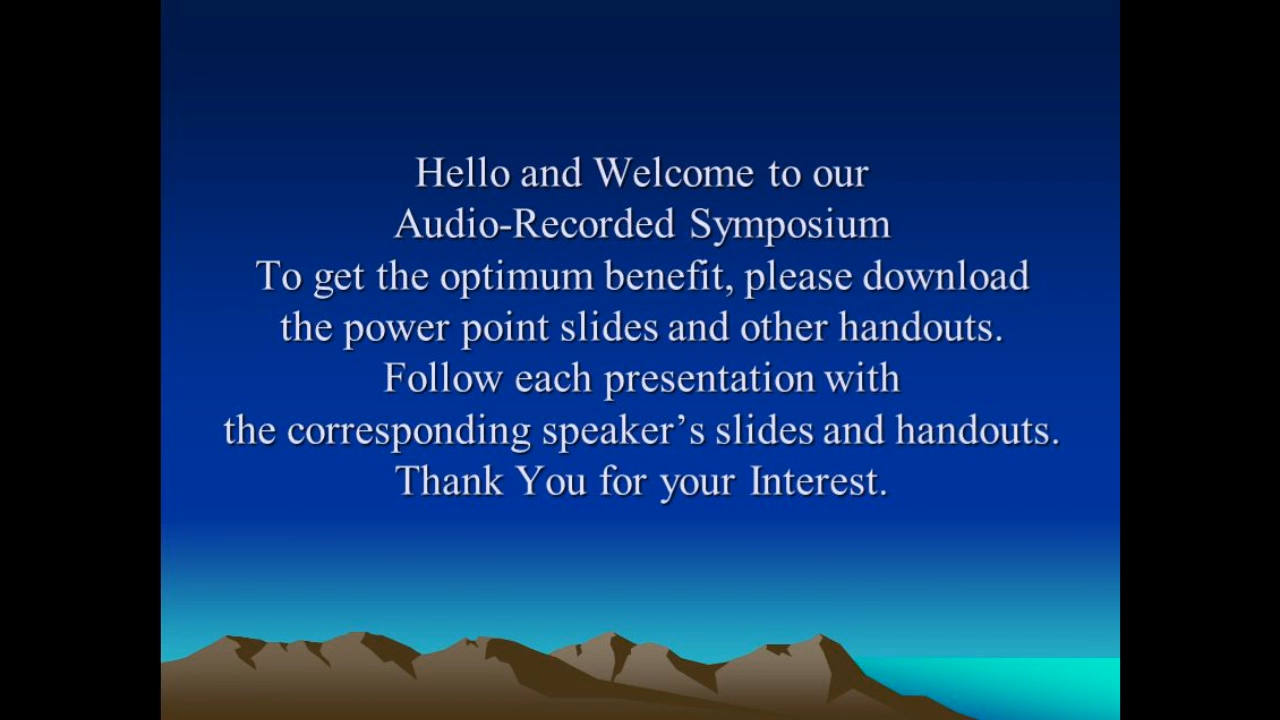 Hello and Welcome to our
Audio-Recorded Symposium
To get the optimum benefit, please download
the power point slides and other handouts.
Follow each presentation with
the corresponding speaker’s slides and handouts.
Thank You for your Interest.